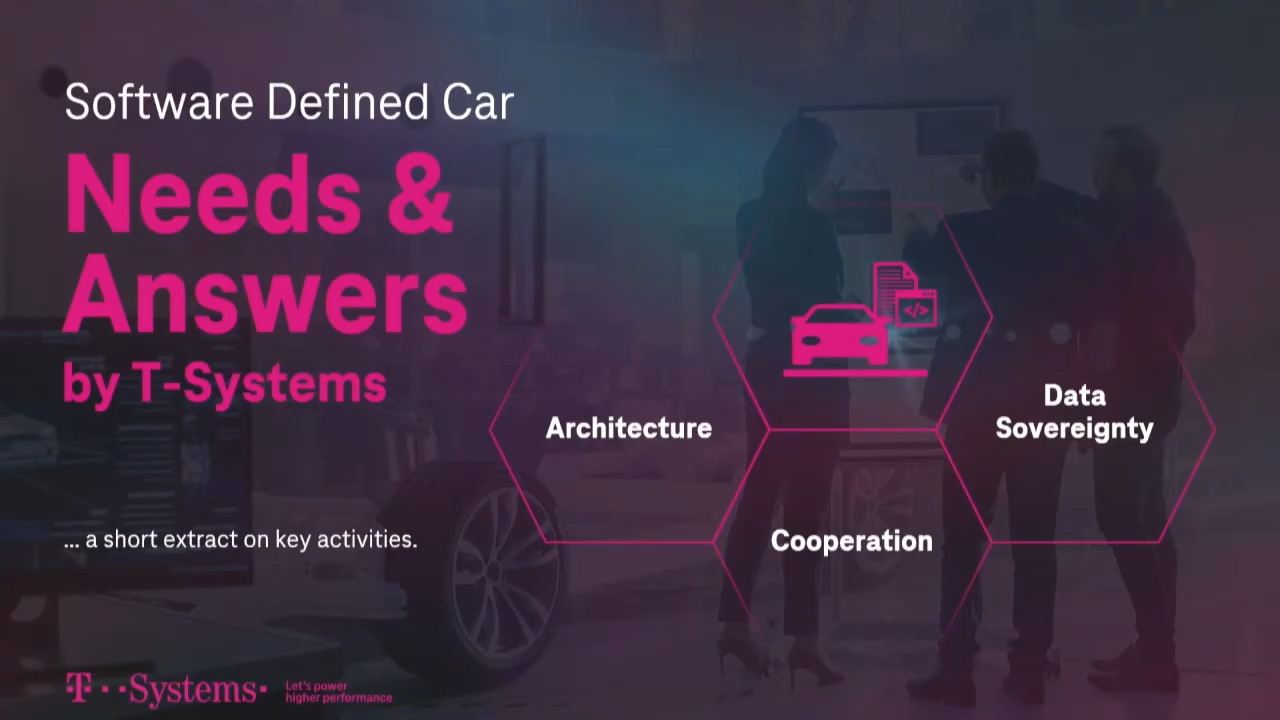 Software Defined Car
Needs &
Answers
by T-Systems
Architecture
</>
Data
Sovereignty
Cooperation
... a short extract on key activities.
T··Systems·
Let's power
higher performance